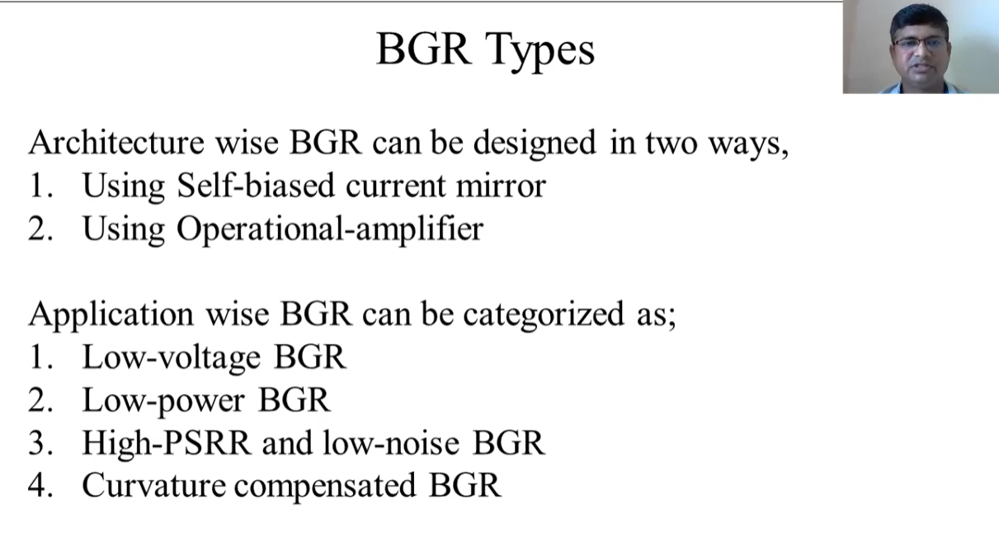 BGR Types
Architecture wise BGR can be designed in two ways,
1. Using Self-biased current mirror
2. Using Operational-amplifier
Application wise BGR can be categorized as;
1. Low-voltage BGR
2. Low-power BGR
3. High-PSRR and low-noise BGR
4. Curvature compensated BGR